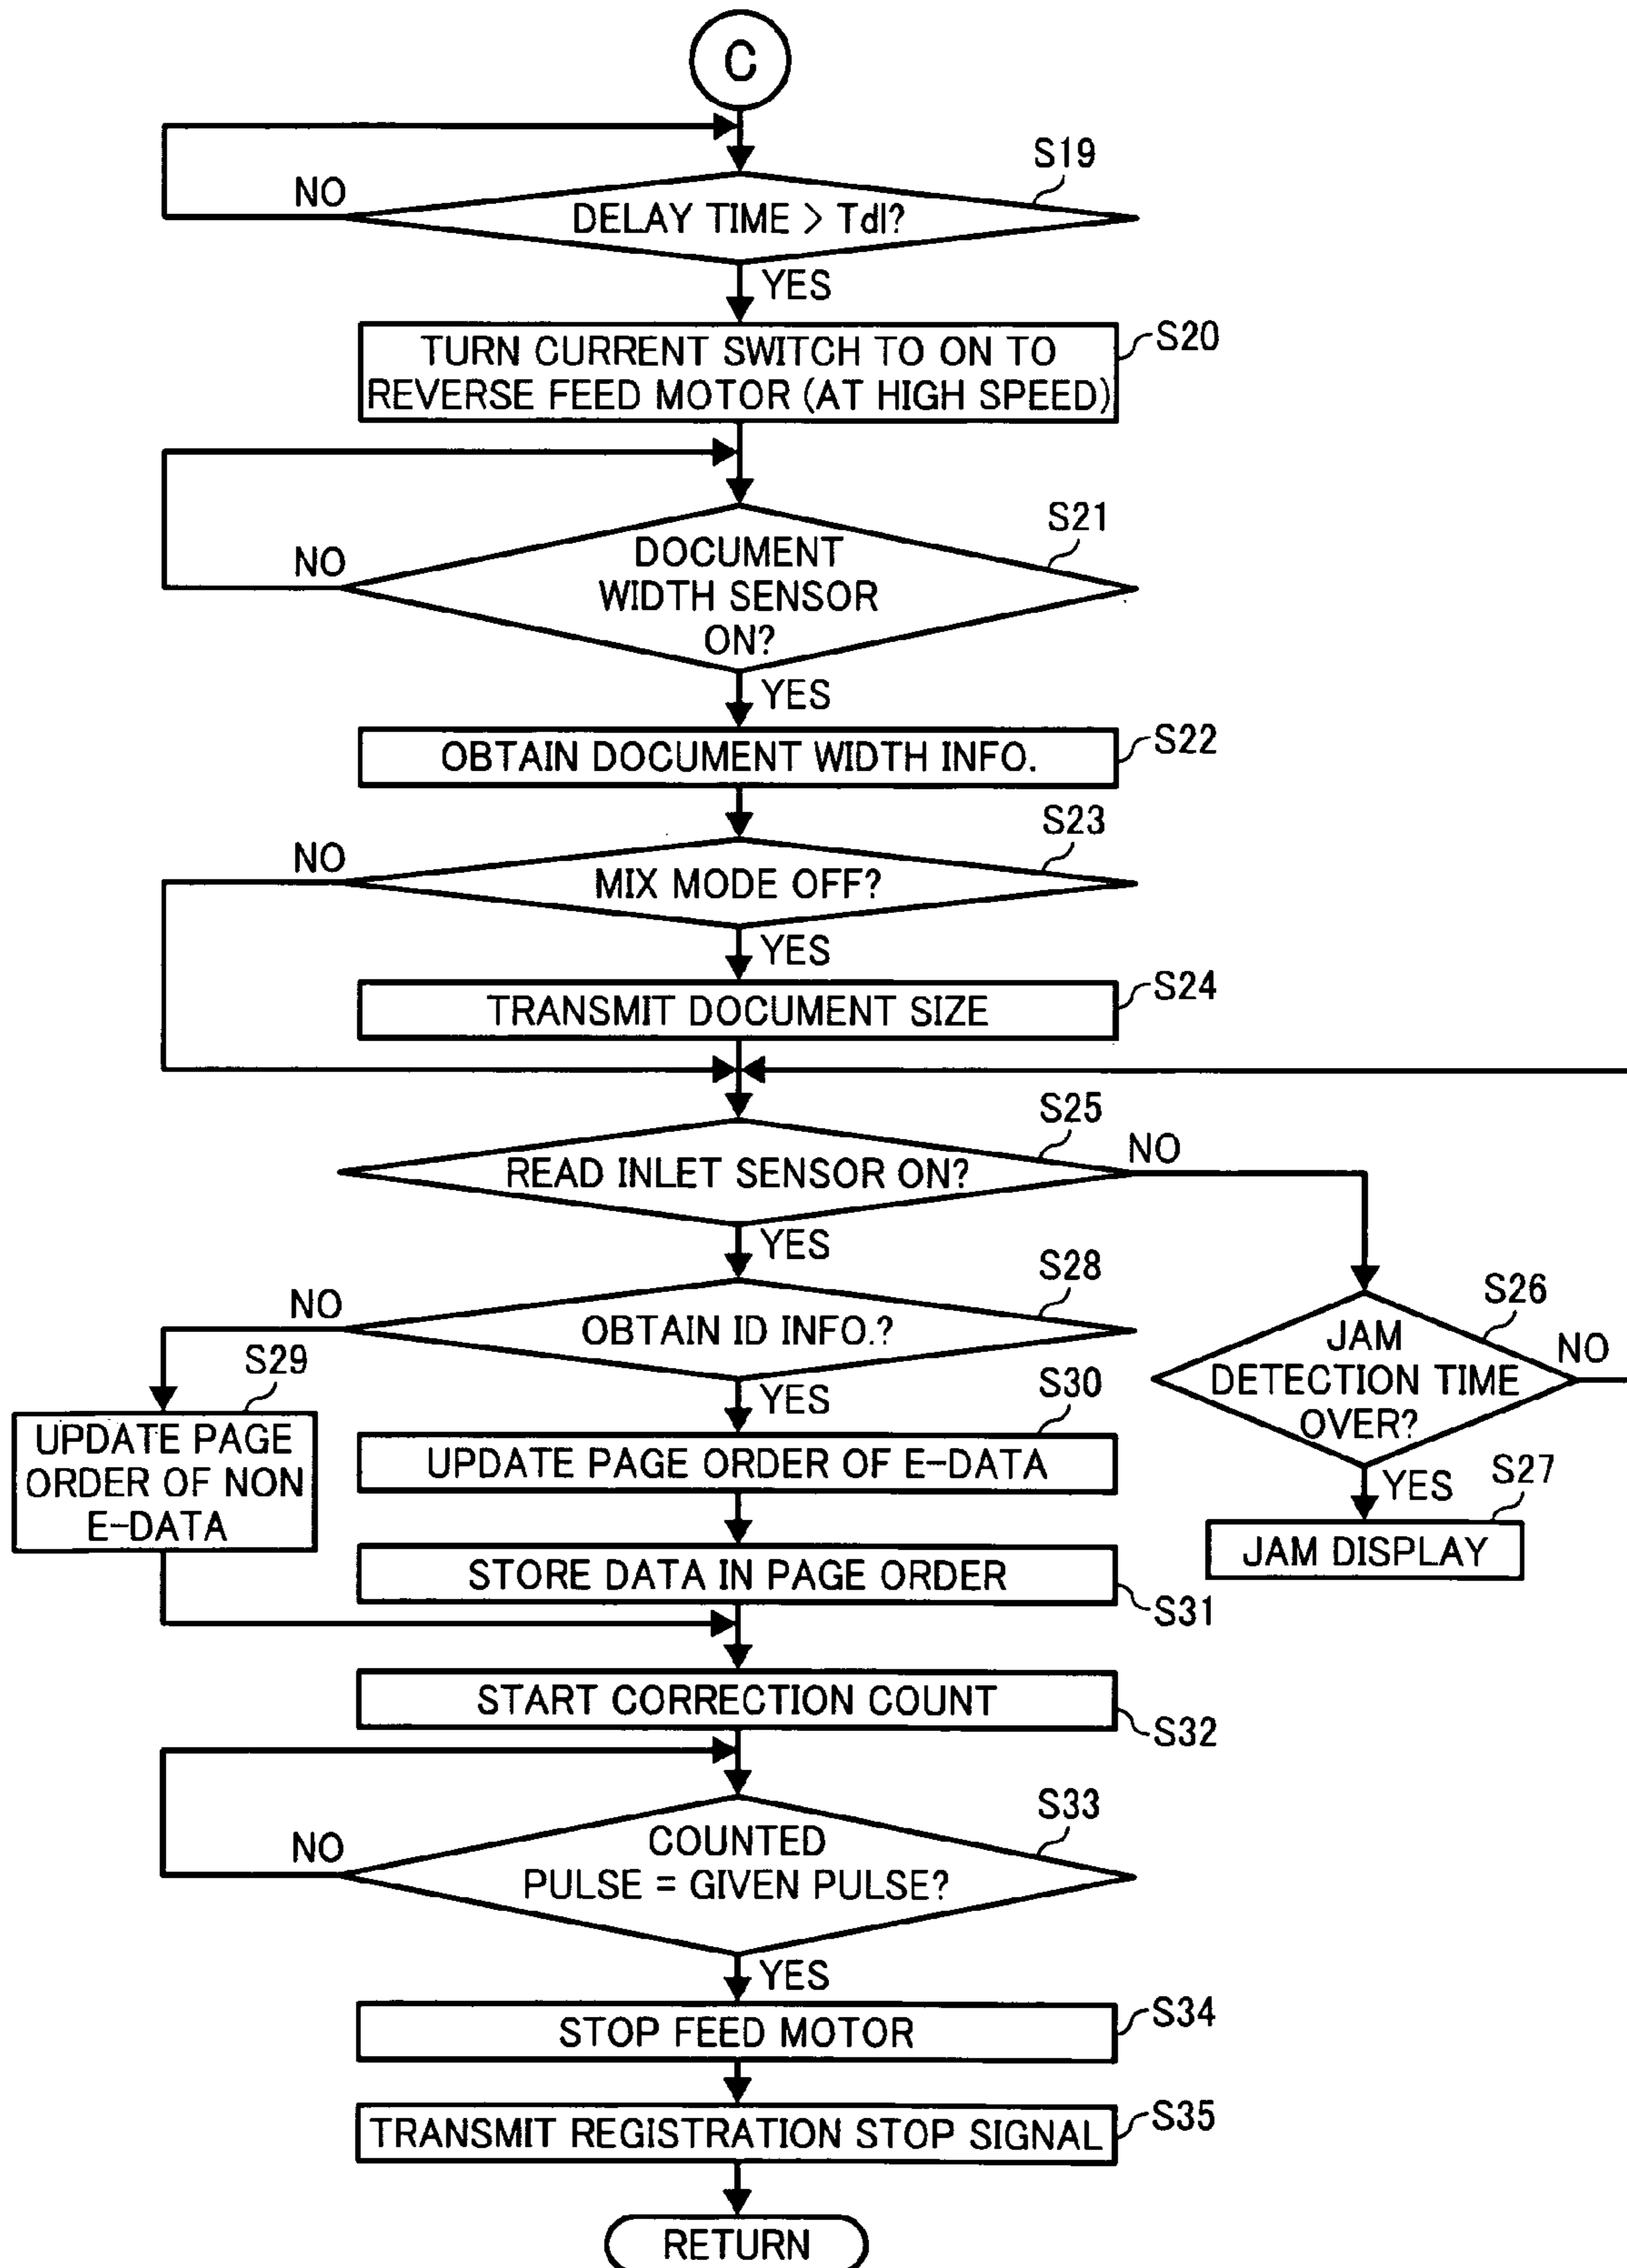 C
S19
NO
DELAY TIME > Tdl?
YES
S20
TURN CURRENT SWITCH TO ON TO
REVERSE FEED MOTOR (AT HIGH SPEED)
S21
NO
DOCUMENT
WIDTH SENSOR
ON?
YES
S22
OBTAIN DOCUMENT WIDTH INFO.
S23
NO
MIX MODE OFF?
YES
S24
TRANSMIT DOCUMENT SIZE
S25
NO
READ INLET SENSOR ON?
YES
S28
NO
OBTAIN ID INFO.?
S26
JAM
DETECTION TIME
OVER?
NO
S29
UPDATE PAGE
ORDER OF NON
E-DATA
YES
S30
UPDATE PAGE ORDER OF E-DATA
YES
S27
JAM DISPLAY
STORE DATA IN PAGE ORDER
S31
START CORRECTION COUNT
S32
S33
NO
COUNTED
PULSE = GIVEN PULSE?
YES
S34
STOP FEED MOTOR
S35
TRANSMIT REGISTRATION STOP SIGNAL
RETURN